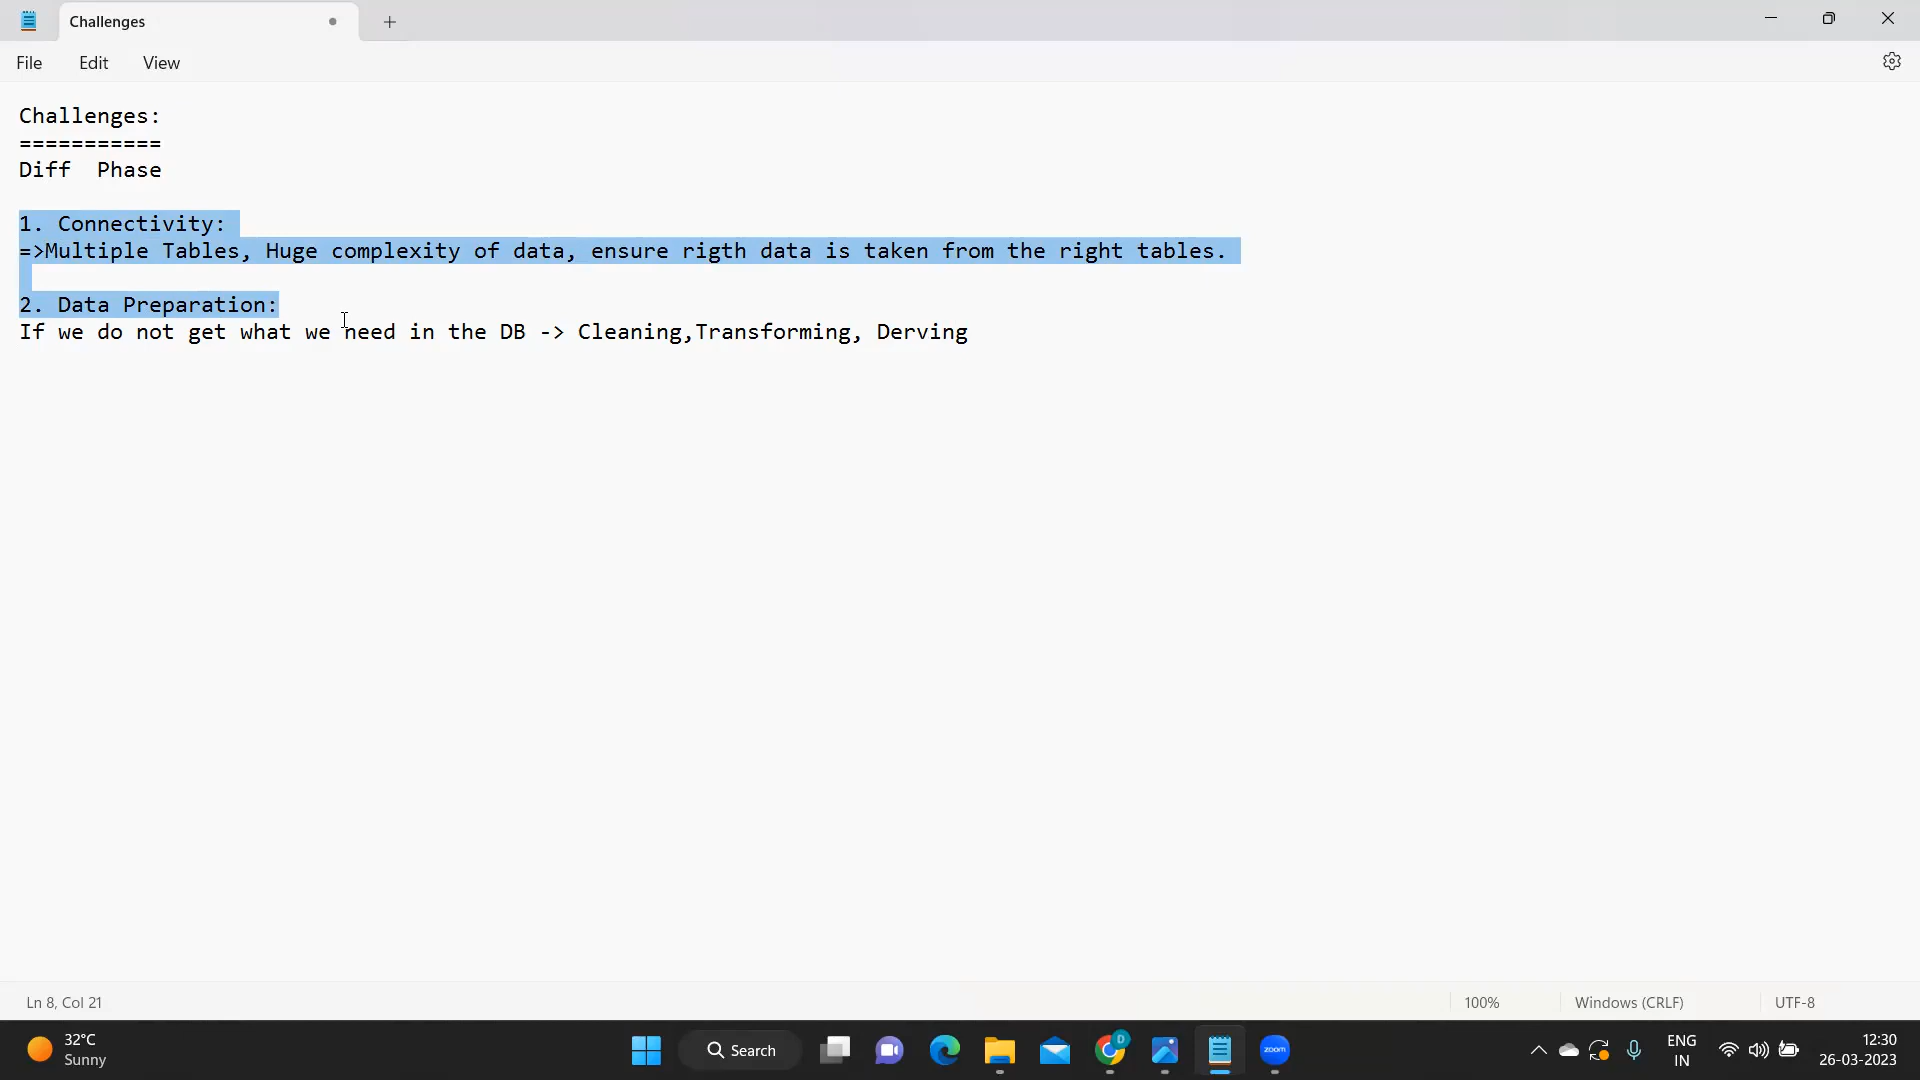 Challenges
File Edit View
Challenges:
===========
Diff  Phase
1. Connectivity:
=>Multiple Tables, Huge complexity of data, ensure rigth data is taken from the right tables.
2. Data Preparation:
If we do not get what we need in the DB -> Cleaning,Transforming, Derving
Ln 8, Col 21
100%
Windows (CRLF)
UTF-8
32°C
Sunny
Search
D
zoom
ENG
IN
12:30
26-03-2023